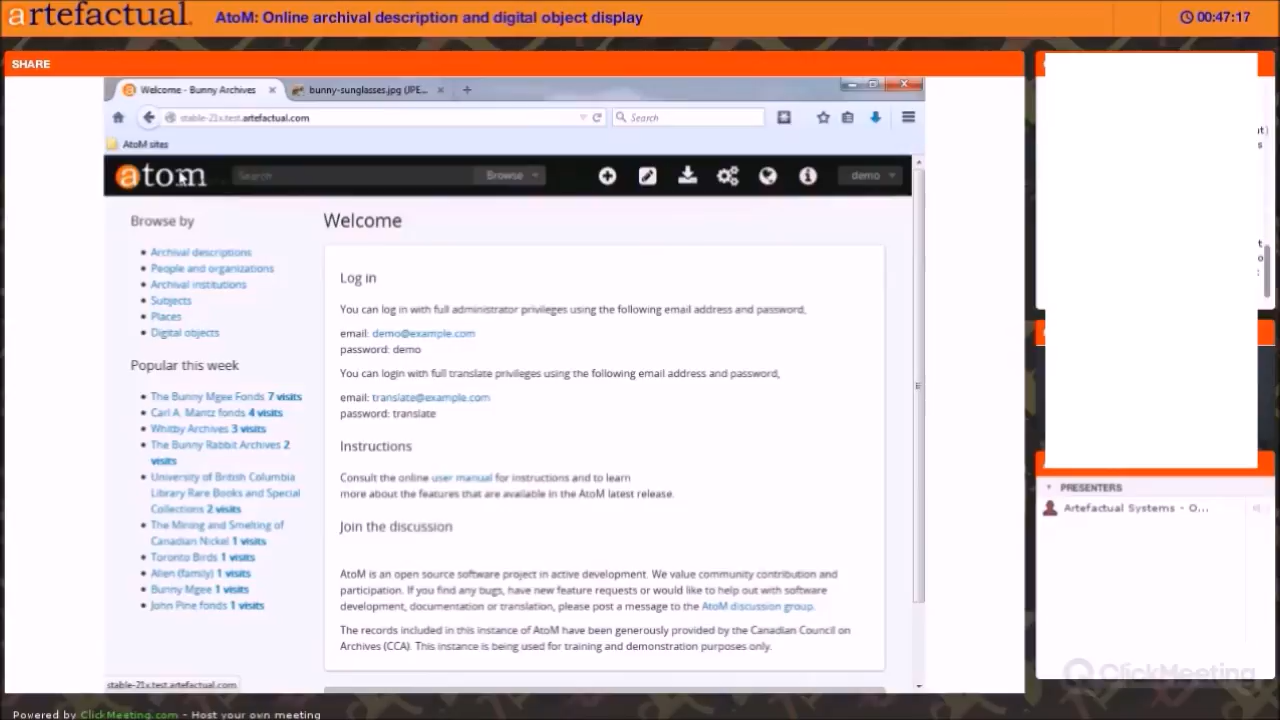 artefactual.
AtoM: Online archival description and digital object display
00:47:17
SHARE
Welcome - Bunny Archives
bunny-sunglasses.jpg (JPE...
stable-21x.test.artefactual.com
Search
AtoM sites
atom
Search
Browse
demo
Browse by
Archival descriptions
People and organizations
Archival institutions
Subjects
Places
Digital objects
Popular this week
The Bunny Mgee Fonds 7 visits
Carl A. Mantz fonds 4 visits
Whitby Archives 3 visits
The Bunny Rabbit Archives 2
visits
University of British Columbia
Library Rare Books and Special
Collections 2 visits
The Mining and Smelting of
Canadian Nickel 1 visits
Toronto Birds 1 visits
Alien (family) 1 visits
Bunny Mgee 1 visits
John Pine fonds 1 visits
Welcome
Log in
You can log in with full administrator privileges using the following email address and password,
email: demo@example.com
password: demo
You can login with full translate privileges using the following email address and password,
email: translate@example.com
password: translate
Instructions
Consult the online user manual for instructions and to learn
more about the features that are available in the AtoM latest release.
Join the discussion
AtoM is an open source software project in active development. We value community contribution and
participation. If you find any bugs, have new feature requests or would like to help out with software
development, documentation or translation, please post a message to the AtoM discussion group.
The records included in this instance of AtoM have been generously provided by the Canadian Council on
Archives (CCA). This instance is being used for training and demonstration purposes only.
stable-21x.test.artefactual.com
PRESENTERS
Artefactual Systems - O...
ClickMeeting
Powered by ClickMeeting.com - Host your own meeting